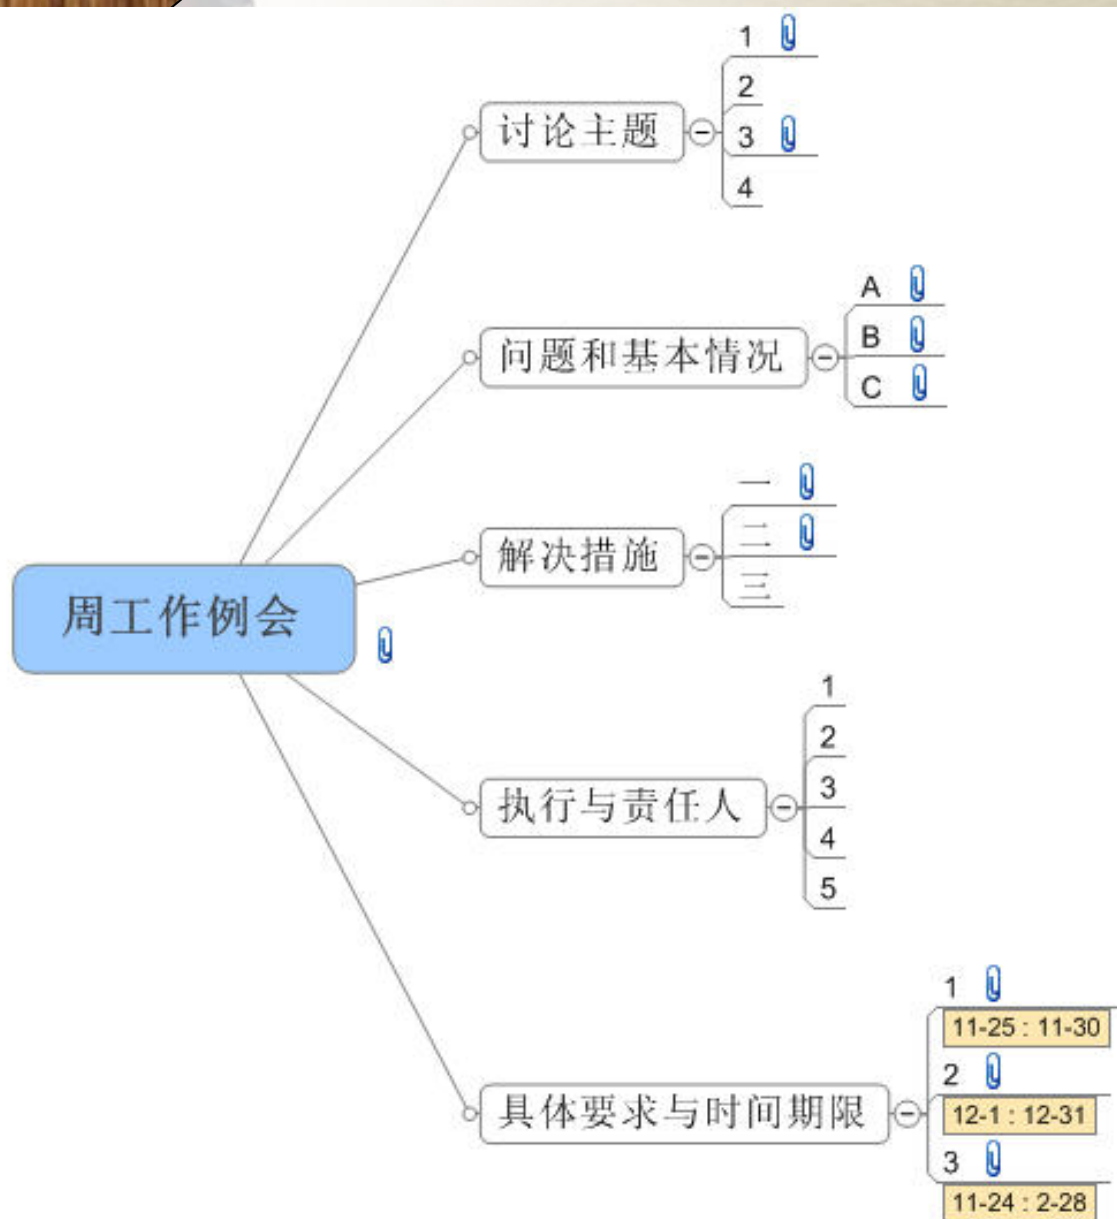 周工作例会
讨论主题
1
2
3
4
问题和基本情况
A
B
C
解决措施
一
二
三
执行与责任人
1
2
3
4
5
具体要求与时间期限
1
11-25 : 11-30
2
12-1 : 12-31
3
11-24 : 2-28